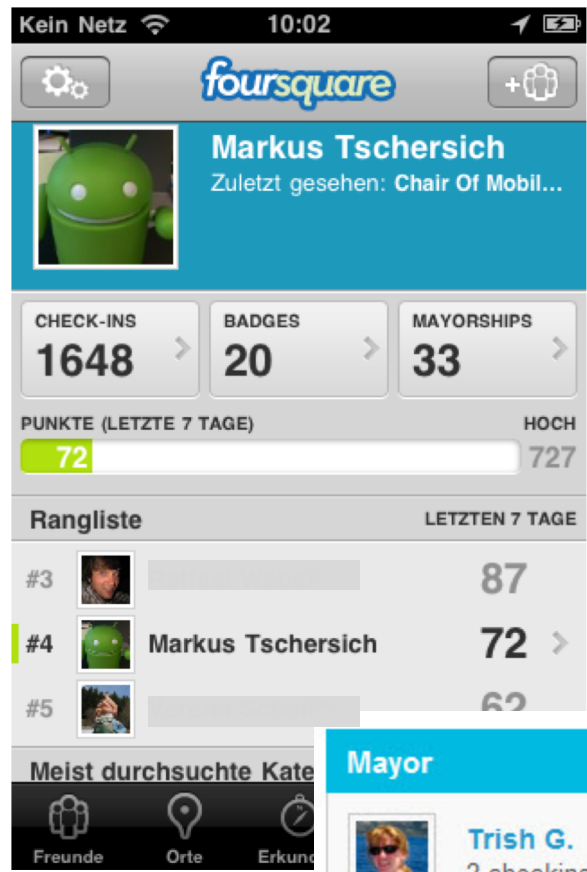 Kein Netz 10:02
foursquare
+
Markus Tschersich
Zuletzt gesehen: Chair Of Mobil...
CHECK-INS BADGES MAYORSHIPS
1648 20 33
PUNKTE (LETZTE 7 TAGE) HOCH
72 727
Rangliste LETZTEN 7 TAGE
#3 87
#4 Markus Tschersich 72
#5 62
Meist durchsuchte Kate
Freunde Orte Erkun
Mayor
Trish G.